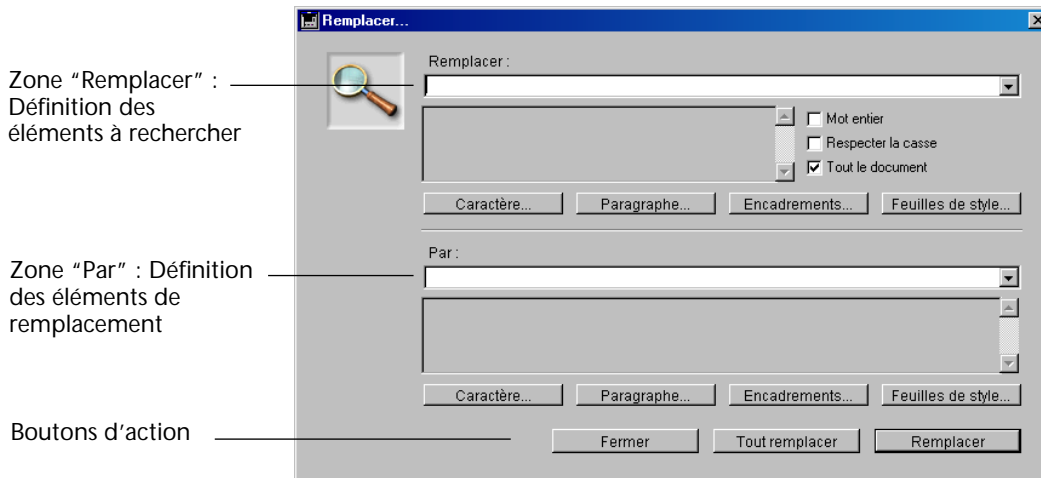 Remplacer...
Zone “Remplacer” :
Définition des
éléments à rechercher
Remplacer :
Mot entier
Respecter la casse
Tout le document
Caractère...
Paragraphe...
Encadrements...
Feuilles de style...
Zone “Par” : Définition
des éléments de
remplacement
Par :
Caractère...
Paragraphe...
Encadrements...
Feuilles de style...
Boutons d’action
Fermer
Tout remplacer
Remplacer